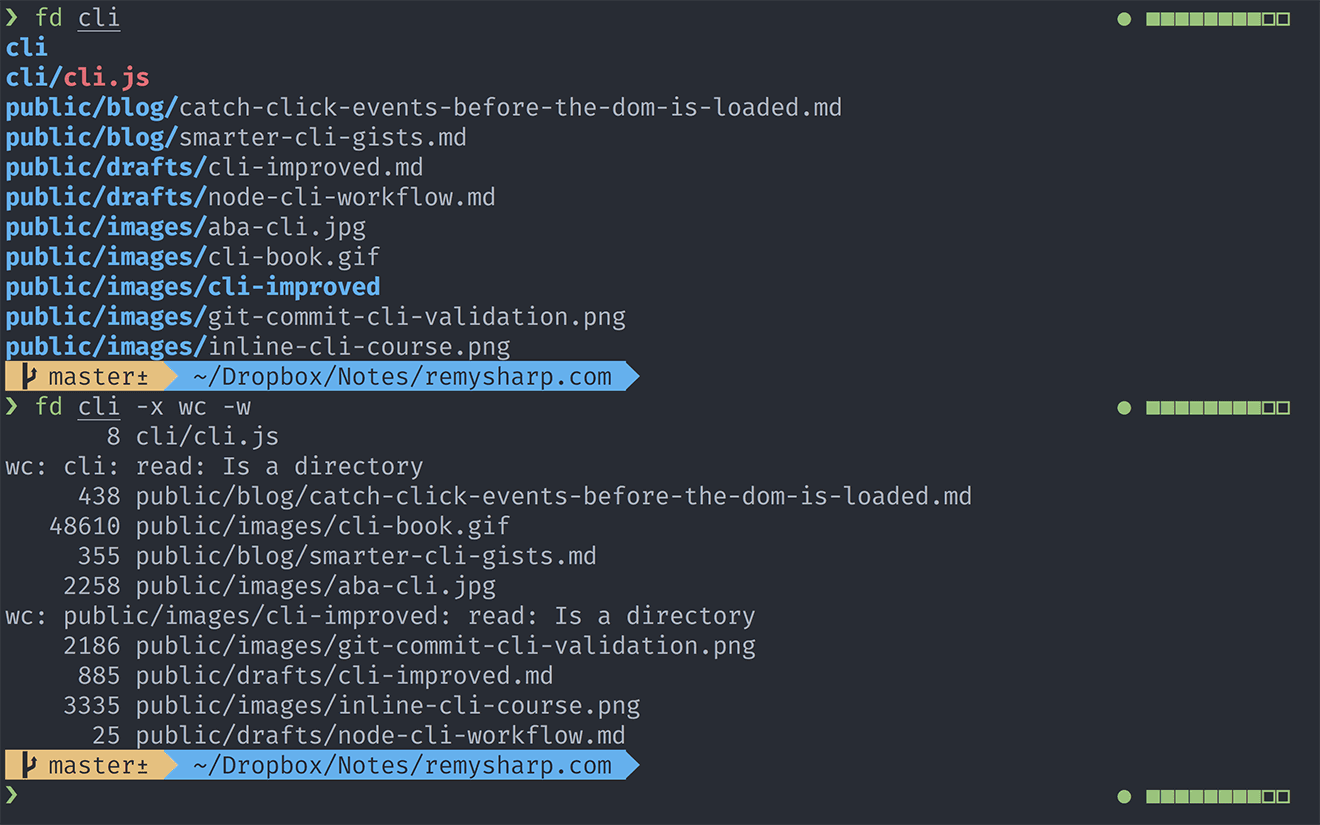 ❯ fd cli
cli
cli/cli.js
public/blog/catch-click-events-before-the-dom-is-loaded.md
public/blog/smarter-cli-gists.md
public/drafts/cli-improved.md
public/drafts/node-cli-workflow.md
public/images/aba-cli.jpg
public/images/cli-book.gif
public/images/cli-improved
public/images/git-commit-cli-validation.png
public/images/inline-cli-course.png
master± ~/Dropbox/Notes/remysharp.com
❯ fd cli -x wc -w
8 cli/cli.js
wc: cli: read: Is a directory
438 public/blog/catch-click-events-before-the-dom-is-loaded.md
48610 public/images/cli-book.gif
355 public/blog/smarter-cli-gists.md
2258 public/images/aba-cli.jpg
wc: public/images/cli-improved: read: Is a directory
2186 public/images/git-commit-cli-validation.png
885 public/drafts/cli-improved.md
3335 public/images/inline-cli-course.png
25 public/drafts/node-cli-workflow.md
master± ~/Dropbox/Notes/remysharp.com
❯